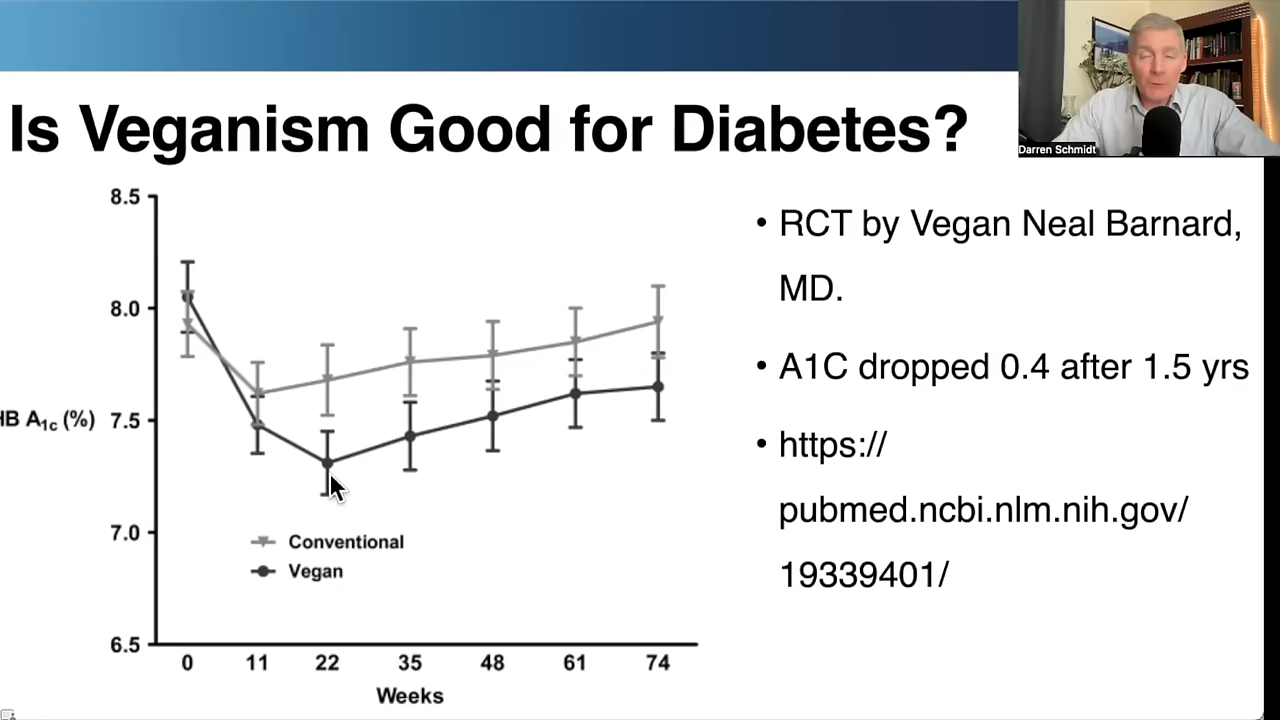 Is Veganism Good for Diabetes?
Darren Schmidt
8.5
8.0
HB A1c (%)
7.5
7.0
6.5
Conventional
Vegan
0 11 22 35 48 61 74
Weeks
• RCT by Vegan Neal Barnard,
MD.
• A1C dropped 0.4 after 1.5 yrs
• https://
pubmed.ncbi.nlm.nih.gov/
19339401/